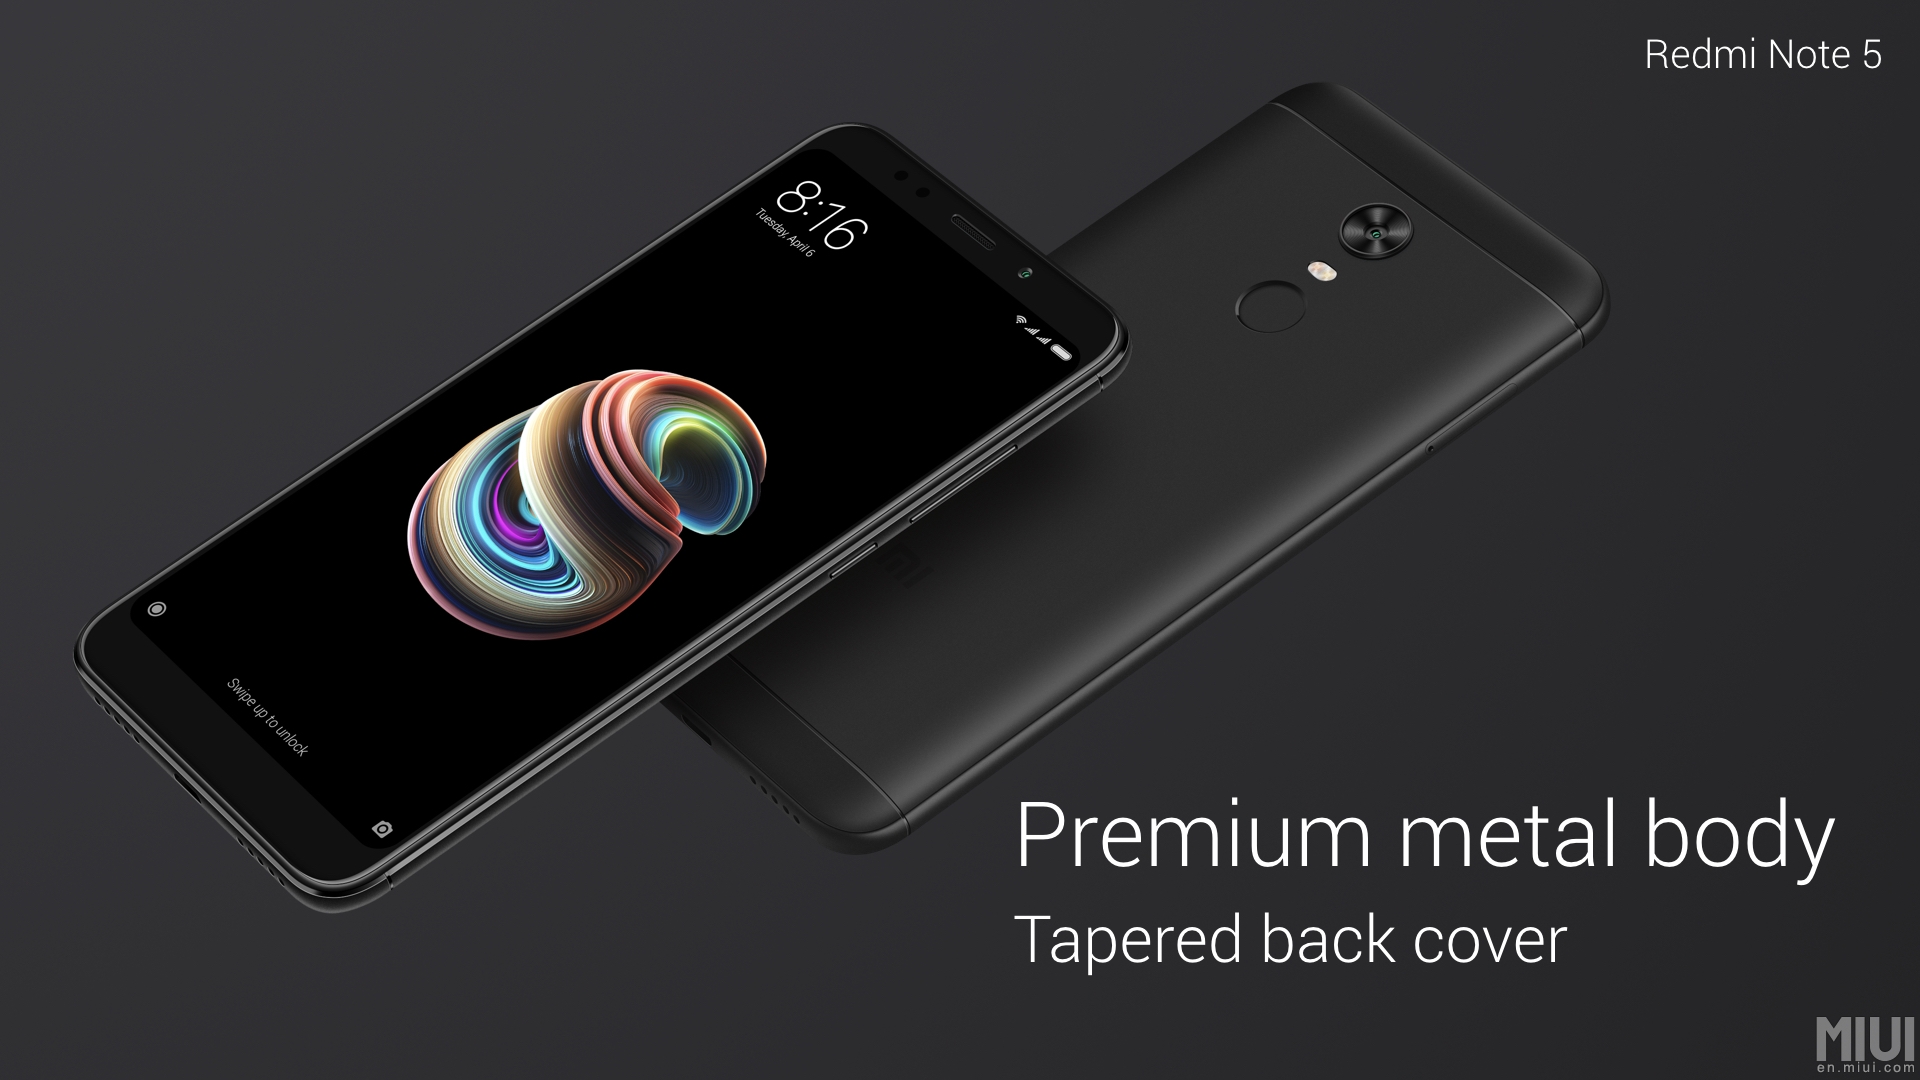 Redmi Note 5
8:16
Tuesday, April 6
Swipe up to unlock
MI
Premium metal body
Tapered back cover
MIUI
en.miui.com